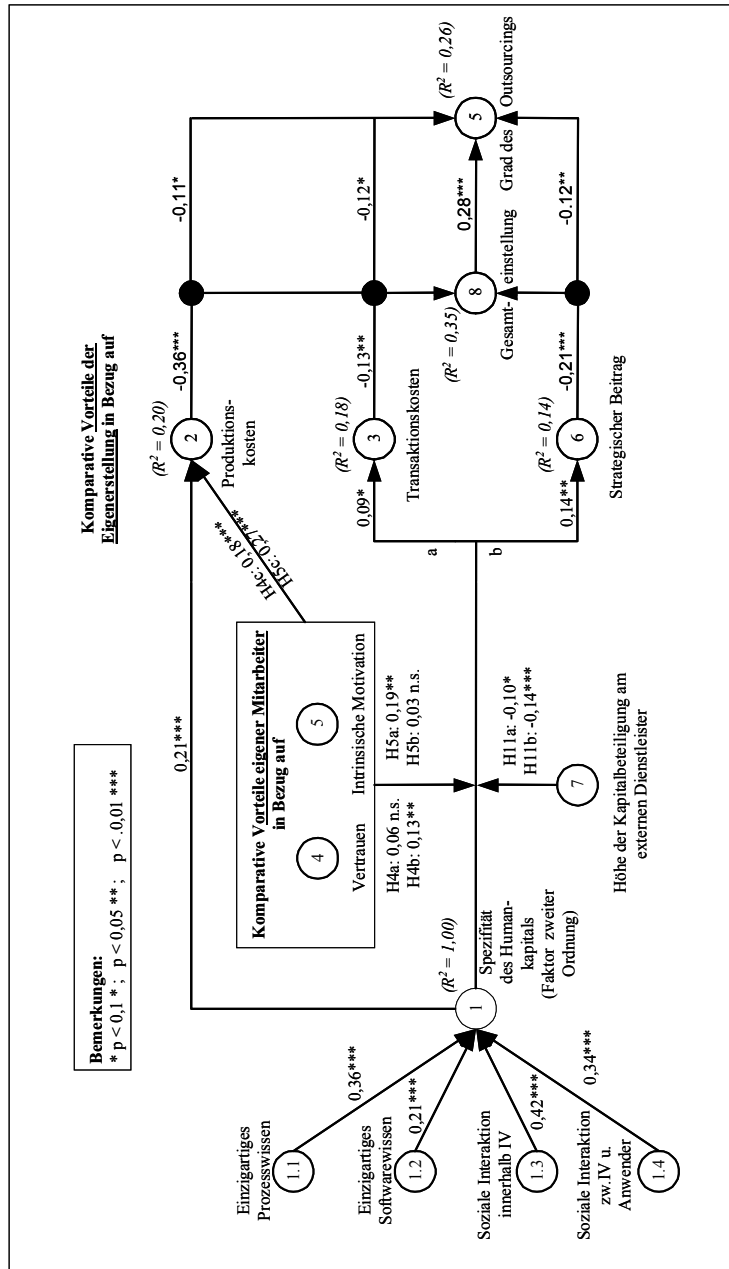 Bemerkungen:
* p < 0,1 * ;   p < 0,05 ** ;   p < .0,01 ***
Komparative Vorteile der
Eigenerstellung in Bezug auf
Einzigartiges
Prozesswissen
1.1
0,36***
Einzigartiges
Softwarewissen
1.2
0,21***
Soziale Interaktion
innerhalb IV
1.3
0,42***
Soziale Interaktion
zw.IV u.
Anwender
1.4
0,34***
(R² = 1,00)
1
Spezifität
des Human-
kapitals
(Faktor zweiter
Ordnung)
0,21***
Komparative Vorteile eigener Mitarbeiter
in Bezug auf
4
Vertrauen
5
Intrinsische Motivation
H4c: 0,18***
H5c: 0,27***
H4a: 0,06 n.s.
H4b: 0,13**
H5a: 0,19**
H5b: 0,03 n.s.
H11a: -0,10*
H11b: -0,14***
7
Höhe der Kapitalbeteiligung am
externen Dienstleister
a
b
0,09*
0,14**
(R² = 0,20)
2
Produktions-
kosten
(R² = 0,18)
3
Transaktionskosten
(R² = 0,14)
6
Strategischer Beitrag
-0,36***
-0,13**
-0,21***
(R² = 0,35)
8
Gesamt- einstellung
-0,11*
-0,12*
0,28***
-0.12**
(R² = 0,26)
5
Grad des Outsourcings